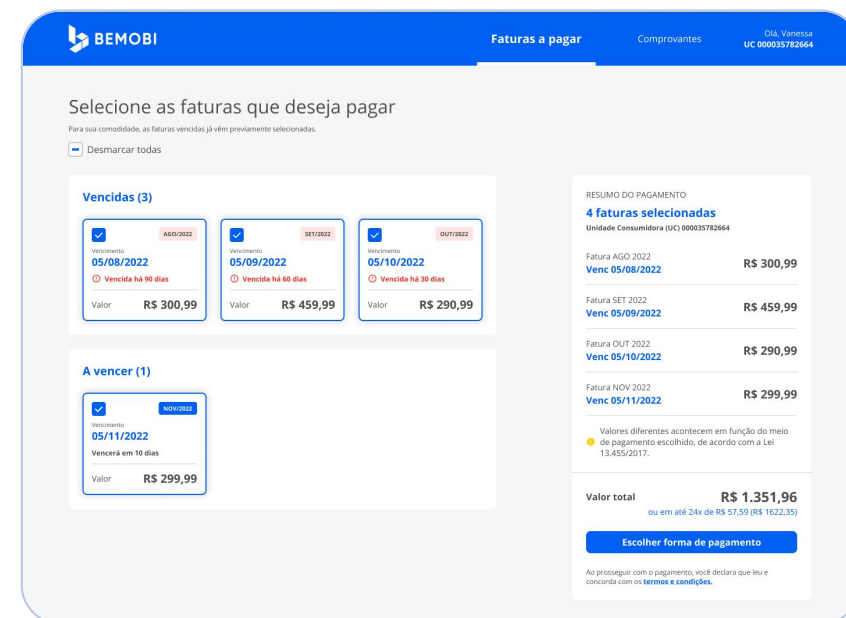 BEMOBI
Faturas a pagar
Comprovantes
Olá, Vanessa
UC 000035782664
Selecione as faturas que deseja pagar
Para sua comodidade, as faturas vencidas já vêm previamente selecionadas.
Desmarcar todas
Vencidas (3)
AGO/2022
Vencimento
05/08/2022
Vencida há 90 dias
Valor R$ 300,99
SET/2022
Vencimento
05/09/2022
Vencida há 60 dias
Valor R$ 459,99
OUT/2022
Vencimento
05/10/2022
Vencida há 30 dias
Valor R$ 290,99
A vencer (1)
NOV/2022
Vencimento
05/11/2022
Vencerá em 10 dias
Valor R$ 299,99
RESUMO DO PAGAMENTO
4 faturas selecionadas
Unidade Consumidora (UC) 000035782664
Fatura AGO 2022
Venc 05/08/2022
R$ 300,99
Fatura SET 2022
Venc 05/09/2022
R$ 459,99
Fatura OUT 2022
Venc 05/10/2022
R$ 290,99
Fatura NOV 2022
Venc 05/11/2022
R$ 299,99
Valores diferentes acontecem em função do meio
de pagamento escolhido, de acordo com a Lei
13.455/2017.
Valor total R$ 1.351,96
ou em até 24x de R$ 57,59 (R$ 1622,35)
Escolher forma de pagamento
Ao prosseguir com o pagamento, você declara que leu e
concorda com os termos e condições.